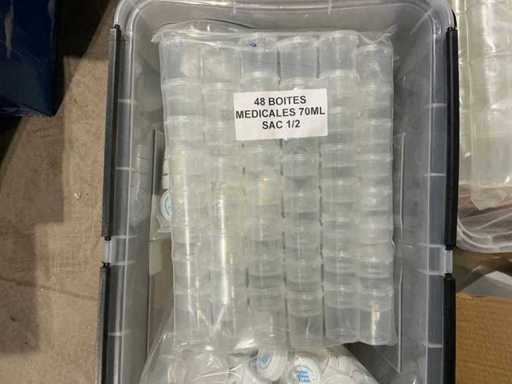 48 BOITES
MEDICALES 70ML
SAC 1/2